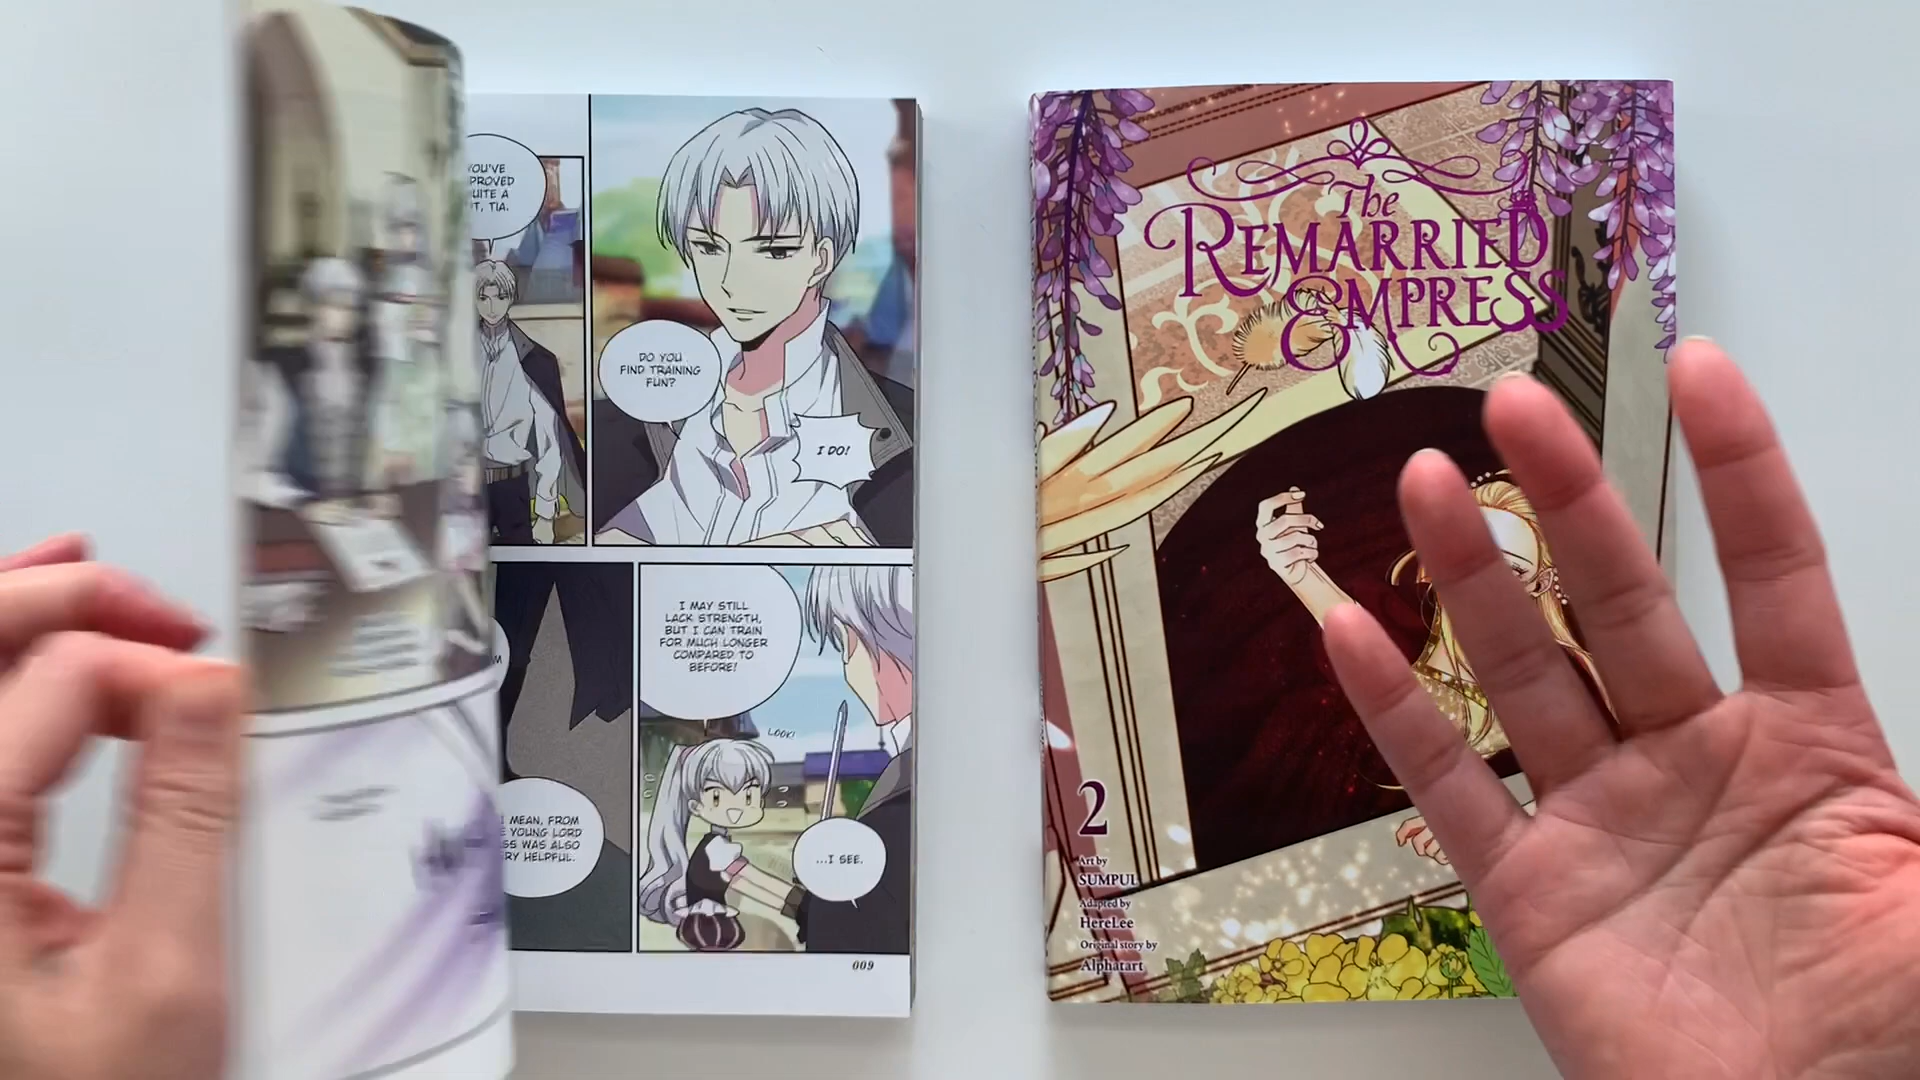 YOU'VE
QUITE A
TIA.
DO YOU
FIND TRAINING
FUN?
I DO!
I MAY STILL
LACK STRENGTH,
BUT I CAN TRAIN
FOR MUCH LONGER
COMPARED TO
BEFORE!
LOOK!
I MEAN, FROM
YOUNG LORD
WAS ALSO
HELPFUL.
...I SEE.
009
The
REMARRIED
EMPRESS
2
Art by
SUMPUL
Adapted by
HereLee
Original story by
Alphatart